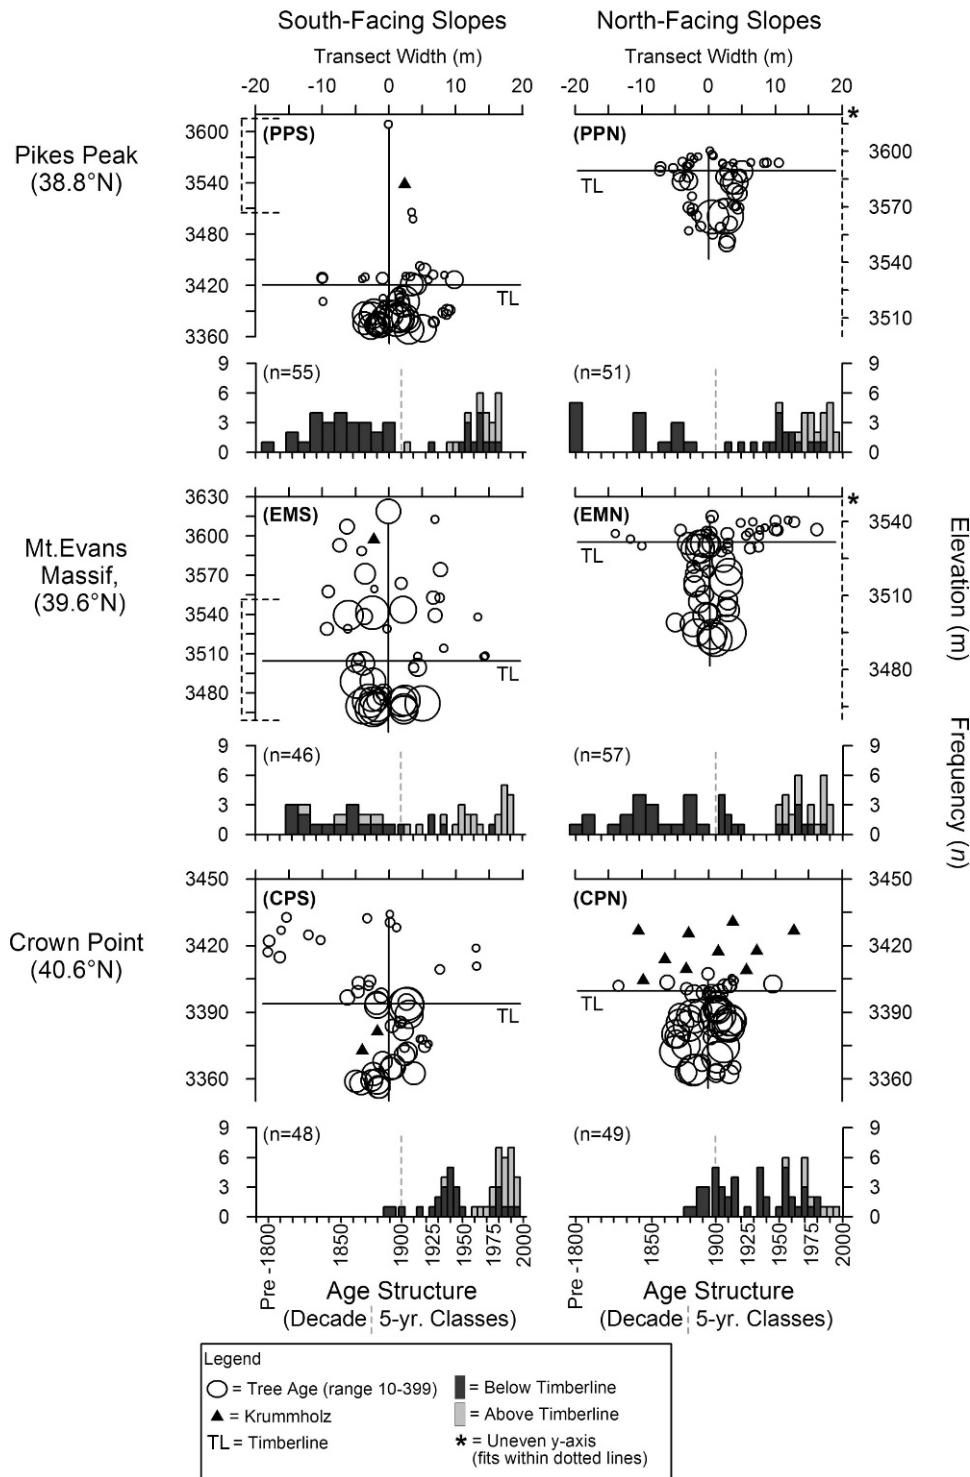 South-Facing Slopes North-Facing Slopes
Transect Width (m) Transect Width (m)
-20 -10 0 10 20 -20 -10 0 10 20
Pikes Peak
(38.8°N)
(PPS)
3600
3540
3480
3420
3360
TL
(PPN)
*
3600
3570
3540
3510
TL
(n=55)
9
6
3
0
(n=51)
9
6
3
0
Mt.Evans
Massif,
(39.6°N)
(EMS)
3630
3600
3570
3540
3510
3480
TL
(EMN)
*
3540
3510
3480
TL
Elevation (m)
(n=46)
9
6
3
0
(n=57)
9
6
3
0
Frequency (n)
Crown Point
(40.6°N)
(CPS)
3450
3420
3390
3360
TL
(CPN)
3450
3420
3390
3360
TL
(n=48)
9
6
3
0
(n=49)
9
6
3
0
Pre-1800 1850 1900 1925 1950 1975 2000
Pre-1800 1850 1900 1925 1950 1975 2000
Age Structure Age Structure
(Decade 5-yr. Classes) (Decade 5-yr. Classes)
Legend
= Tree Age (range 10-399)
= Krummholz
TL = Timberline
= Below Timberline
= Above Timberline
* = Uneven y-axis
(fits within dotted lines)